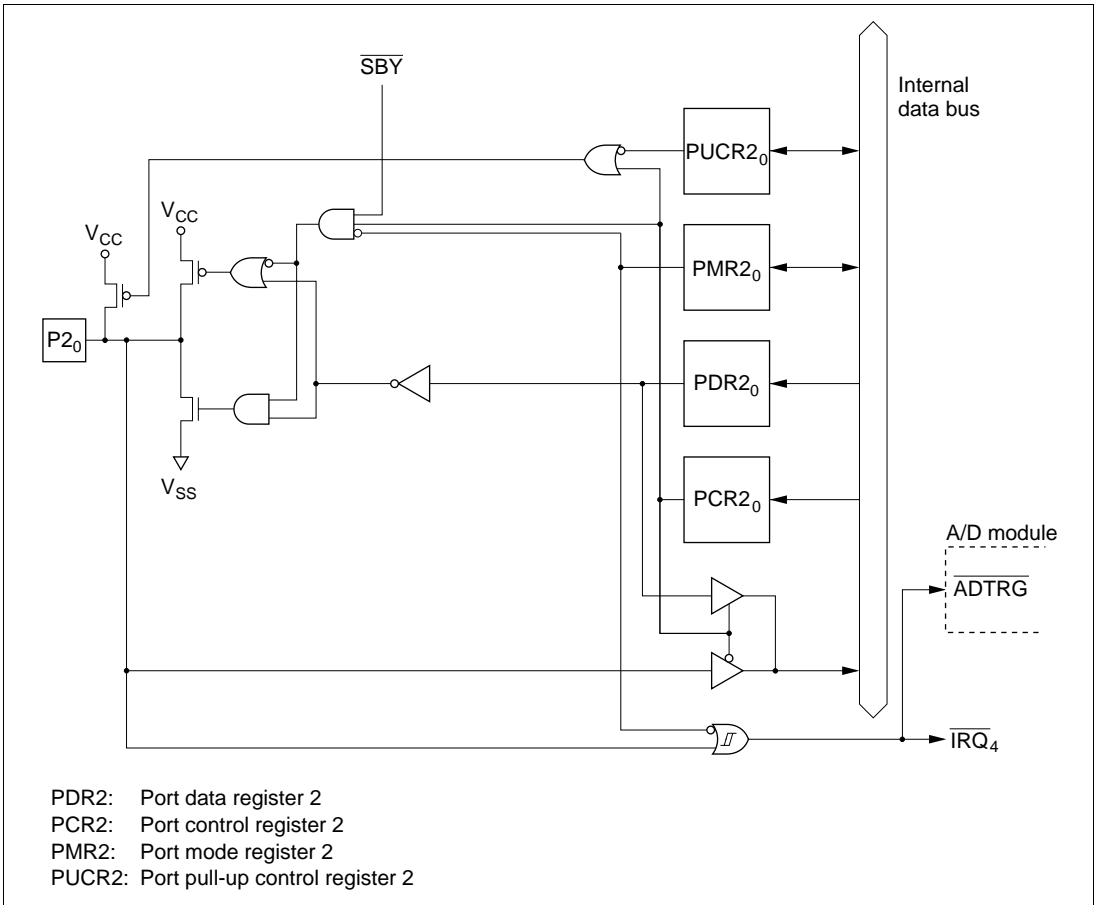 SBY
Internal
data bus
PUCR2₀
V_CC
V_CC
PMR2₀
P2₀
PDR2₀
V_SS
PCR2₀
A/D module
ADTRG
IRQ₄
PDR2: Port data register 2
PCR2: Port control register 2
PMR2: Port mode register 2
PUCR2: Port pull-up control register 2